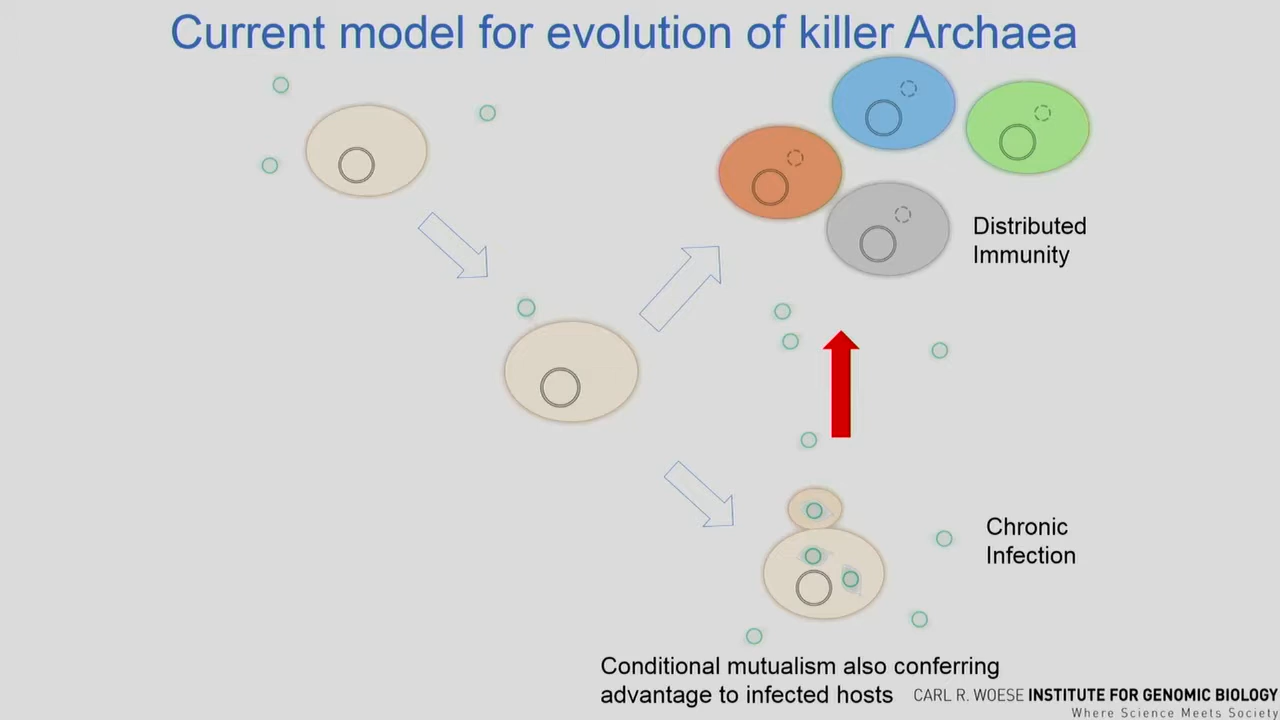 Current model for evolution of killer Archaea
Distributed
Immunity
Chronic
Infection
Conditional mutualism also conferring
advantage to infected hosts
CARL R. WOESE INSTITUTE FOR GENOMIC BIOLOGY
Where Science Meets Society